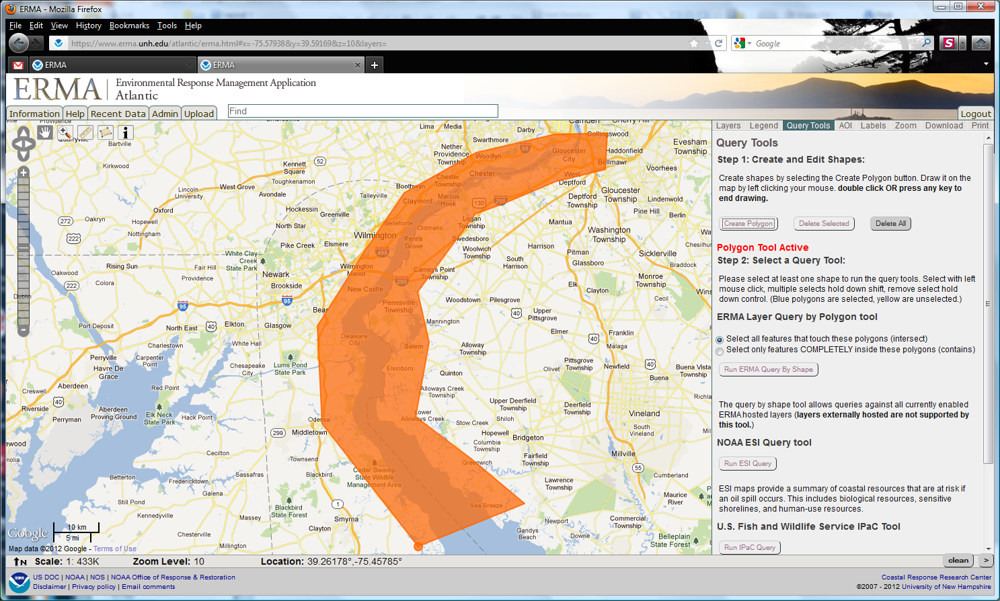 ERMA - Mozilla Firefox
File Edit View History Bookmarks Tools Help
https://www.erma.unh.edu/atlantic/erma.html#x=-75.57938&y=39.59169&z=10&layers=
Google
ERMA
ERMA
ERMA
Environmental Response Management Application
Atlantic
Information Help Recent Data Admin Upload
Find
Logout
Layers Legend Query Tools AOI Labels Zoom Download Print
Query Tools
Step 1: Create and Edit Shapes:
Create shapes by selecting the Create Polygon button. Draw it on the
map by left clicking your mouse. double click OR press any key to
end drawing.
Create Polygon Delete Selected Delete All
Polygon Tool Active
Step 2: Select a Query Tool:
Please select at least one shape to run the query tools. Select with left
mouse click, multiple selects hold down shift, remove select hold
down control. (Blue polygons are selected, yellow are unselected.)
ERMA Layer Query by Polygon tool
Select all features that touch these polygons (intersect)
Select only features COMPLETELY inside these polygons (contains)
Run ERMA Query By Shape
The query by shape tool allows queries against all currently enabled
ERMA hosted layers (layers externally hosted are not supported by
this tool.)
NOAA ESI Query tool
Run ESI Query
ESI maps provide a summary of coastal resources that are at risk if
an oil spill occurs. This includes biological resources, sensitive
shorelines, and human-use resources.
U.S. Fish and Wildlife Service IPaC Tool
Run IPaC Query
Quarryville
Bartville
Kirkwood
Kennett
Square
52
Toughkenamon
Lima Media
Darby
Camden
Cherry Hill
Swarthmore
Collingswood
Nether
Providence
Township
Woodlyn
95
Gloucester
City
Haddonfield
Evesham
Township
Bellmawr
Voorhees
West
Deptford
Chester
Chester
Township
Boothwyn
Talleyville
Claymont
Marcus
Hook
130
295
Deptford
Township
Gloucester
Township
Lindenwold
Pine Hill
Berlin
Lincoln
University
West Grove
Avondale
Oxford
Hockessin
Greenville
North Star
272
Oakryn
Hopewell
222
Nottingham
Bellefonte
Oldmans
Logan
Township
Mantua
Washington
Township
Chesilhurst
Wilmington
Penns
Grove
Swedesboro
Pike Creek
Elsmere
Woolwich
Township
Harrison
Pitman
Sicklerville
White Clay
Creek
State Park
495
South
Harrison
Glassboro
Braddock
Rising Sun
Fair Hill
Providence
Newark
Brookside
Wilmington
Manor
Carneys Point
Township
Monroe
Township
Oakwood
Colora
222
295
Elk
Clayton
Dublin
New Castle
Woodstown
Pilesgrove
Cecil
Wins
95
95
Bear
Pennsville
Township
40
Upper
Pittsgrove
Port Deposit
North East
40
Elkton
Glasgow
Mannington
Elmer
40
Franklin
Malaga
Charlestown
White Hall
Delaware
City
Salem
Alloway
Township
Perryville
Havre De
Grace
Carpenter
Point
Chesapeake
City
Lums Pond
State Park
Elsinboro
Quinton
Olivet
Pittsgrove
Township
Newfield
40
Buena Vista
Township
Buena
Creswell
Aberdeen
Red Point
Alloways Creek
Township
Richla
Riverside
40
Aberdeen
Proving Ground
Elk Neck
State Park
Hack Point
Upper Deerfield
Township
Deerfield
Township
Vineland
Perryman
Odessa
Lower
Alloways Creek
Stow Creek
Shiloh
South
Vineland
299
Middletown
Hopewell
Bridgeton
Columbia
Township
Cecilton
Fairfield
Township
Millville
Townsend
Greenwich
55
Betterton
Sassafras
Blackbird
Cedar Swamp
State Wildlife
Management Area
Lawrence
Township
Cumberland
Fredericktown
Galena
Maurice
River
Still Pond
Blackbird
State Forest
1
Sea Breeze
Kennedyville
Massey
Smyrna
Newport
Commercial
Township
Clayton
Gandys
Beach
Downe
Belleplain
State Forest
Chesterville
Millington
10 km
5 mi
Google
Map data ©2012 Google - Terms of Use
Scale: 1: 433K Zoom Level: 10 Location: 39.26178°,-75.45785°
clean >
US DOC | NOAA | NOS | NOAA Office of Response & Restoration
Disclaimer | Privacy policy | Email comments
Coastal Response Research Center
©2007 - 2012 University of New Hampshire